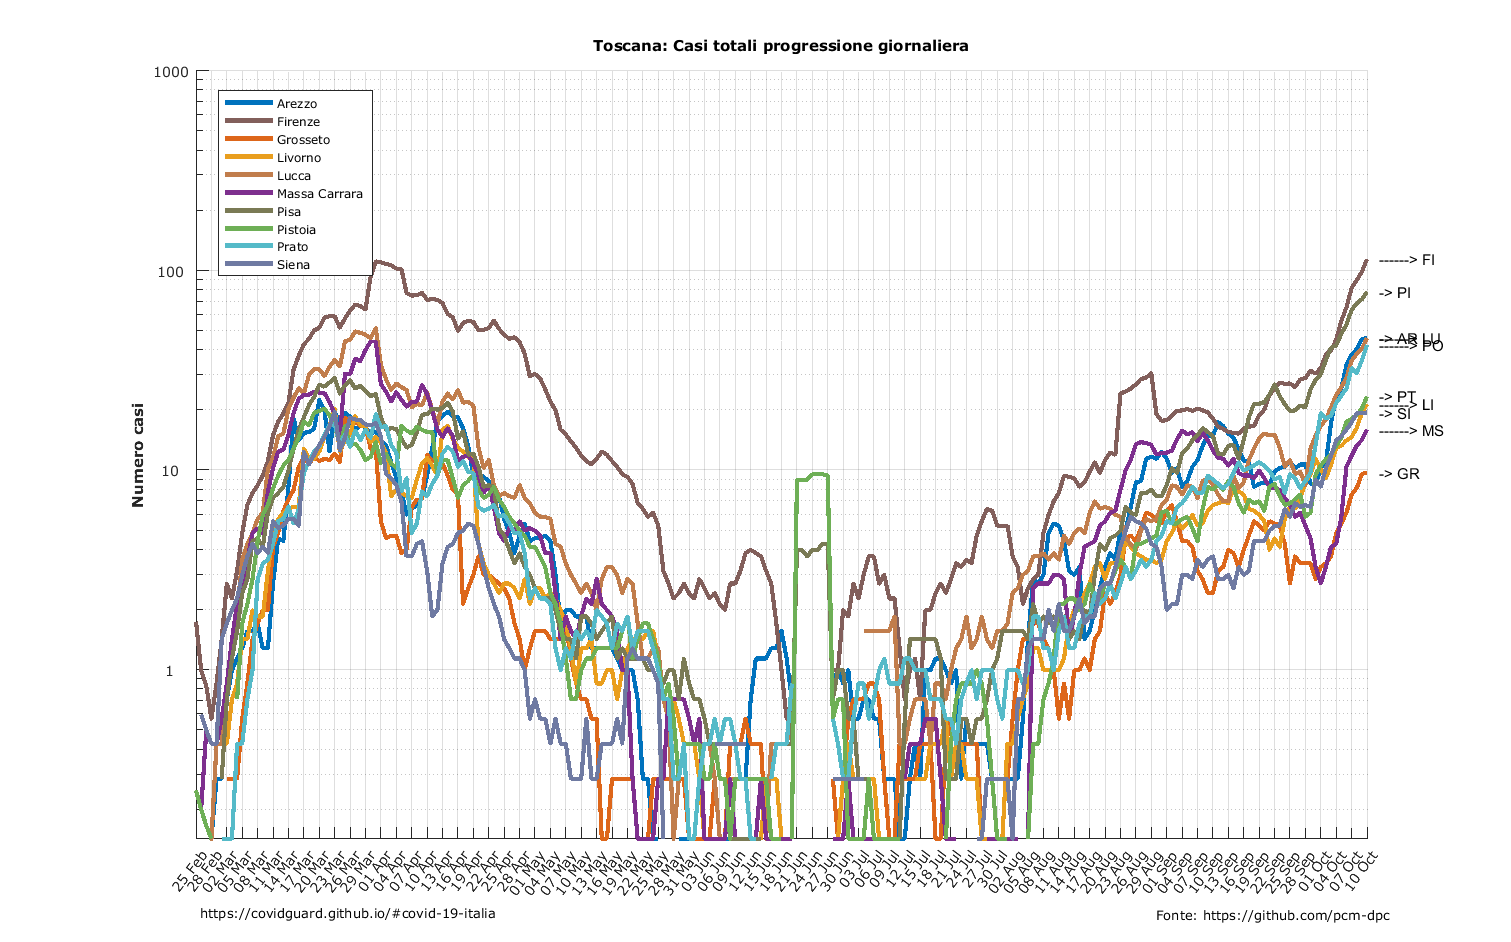 Toscana: Casi totali progressione giornaliera
1000
100
10
1
Numero casi
Arezzo
Firenze
Grosseto
Livorno
Lucca
Massa Carrara
Pisa
Pistoia
Prato
Siena
------> FI
-> PI
-> AR
LU
------> PO
-> PT
------> LI
-> SI
------> MS
-> GR
25 Feb
28 Feb
02 Mar
05 Mar
08 Mar
11 Mar
14 Mar
17 Mar
20 Mar
23 Mar
26 Mar
29 Mar
01 Apr
04 Apr
07 Apr
10 Apr
13 Apr
16 Apr
19 Apr
22 Apr
25 Apr
28 Apr
01 May
04 May
07 May
10 May
13 May
16 May
19 May
22 May
25 May
28 May
31 May
03 Jun
06 Jun
09 Jun
12 Jun
15 Jun
18 Jun
21 Jun
24 Jun
27 Jun
30 Jun
03 Jul
06 Jul
09 Jul
12 Jul
15 Jul
18 Jul
21 Jul
24 Jul
27 Jul
30 Jul
02 Aug
05 Aug
08 Aug
11 Aug
14 Aug
17 Aug
20 Aug
23 Aug
26 Aug
29 Aug
01 Sep
04 Sep
07 Sep
10 Sep
13 Sep
16 Sep
19 Sep
22 Sep
25 Sep
28 Sep
01 Oct
04 Oct
07 Oct
10 Oct
https://covidguard.github.io/#covid-19-italia
Fonte: https://github.com/pcm-dpc